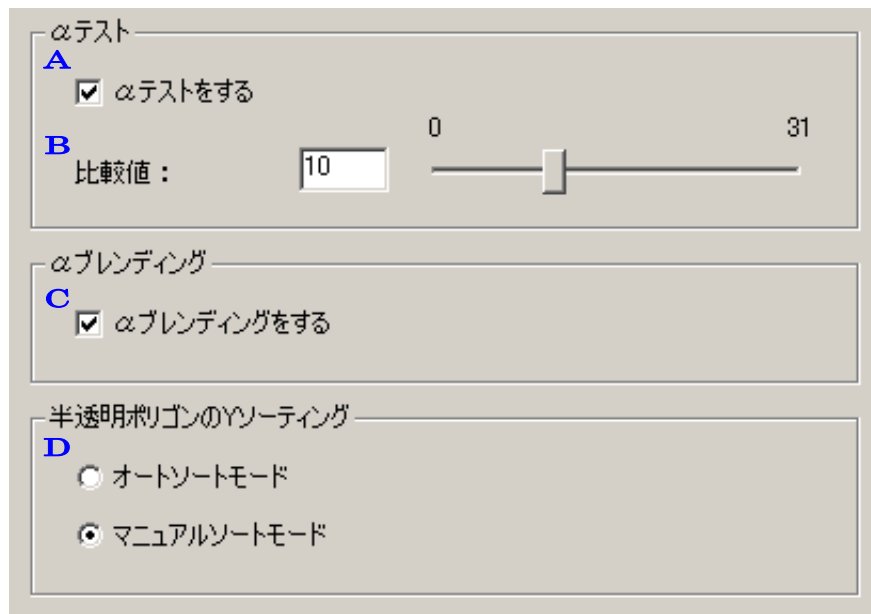 αテスト
A
αテストをする
0 31
B
比較値： 10
αブレンディング
C
αブレンディングをする
半透明ポリゴンのYソーティング
D
オートソートモード
マニュアルソートモード